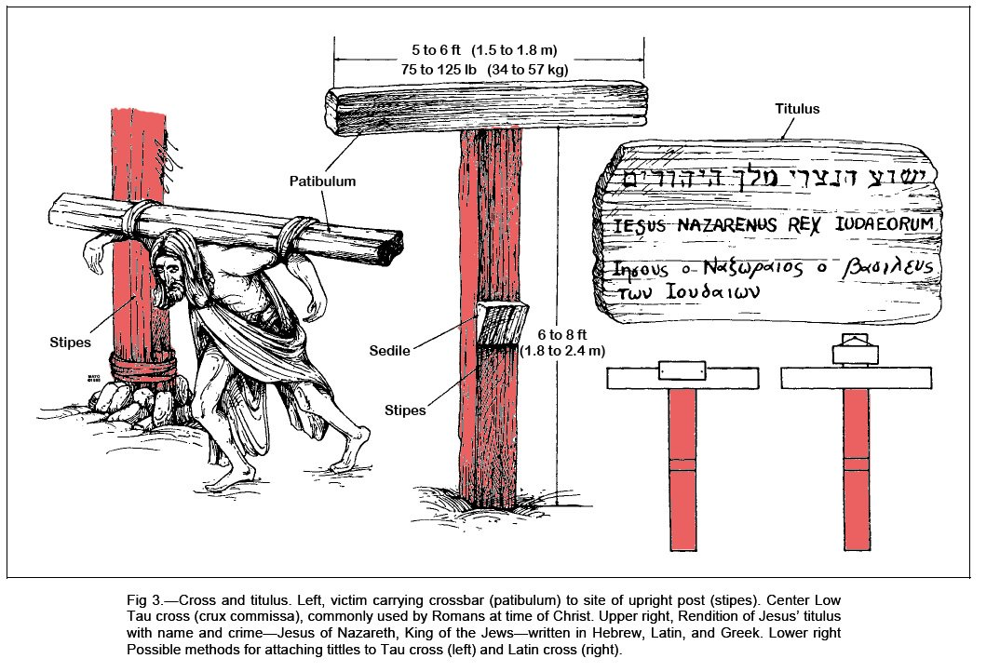 5 to 6 ft (1.5 to 1.8 m)
75 to 125 lb (34 to 57 kg)
Titulus
Patibulum
ישוע הנצרי מלך היהודים
IESUS NAZARENUS REX IUDAEORUM
Ιησους ο Ναζωραιος ο βασιλευς
των Ιουδαιων
Stipes
Sedile
6 to 8 ft
(1.8 to 2.4 m)
Stipes
MAYO
Fig 3.—Cross and titulus. Left, victim carrying crossbar (patibulum) to site of upright post (stipes). Center Low
Tau cross (crux commissa), commonly used by Romans at time of Christ. Upper right, Rendition of Jesus' titulus
with name and crime—Jesus of Nazareth, King of the Jews—written in Hebrew, Latin, and Greek. Lower right
Possible methods for attaching tittles to Tau cross (left) and Latin cross (right).